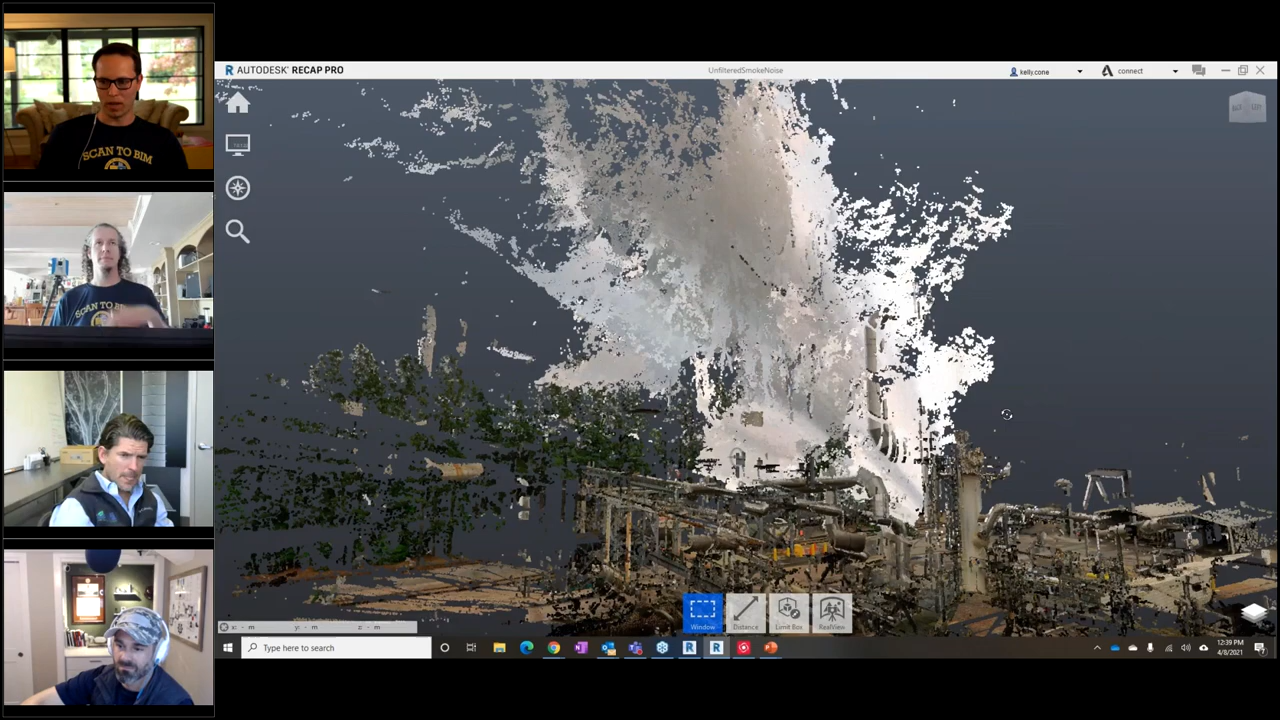 SCAN TO BIM
SCAN TO BIM
R AUTODESK® RECAP PRO
UnfilteredSmokeNoise
kelly.cone
connect
x: - m y: - m z: - m
Window
Distance
Limit Box
RealView
Type here to search
12:39 PM
4/8/2021